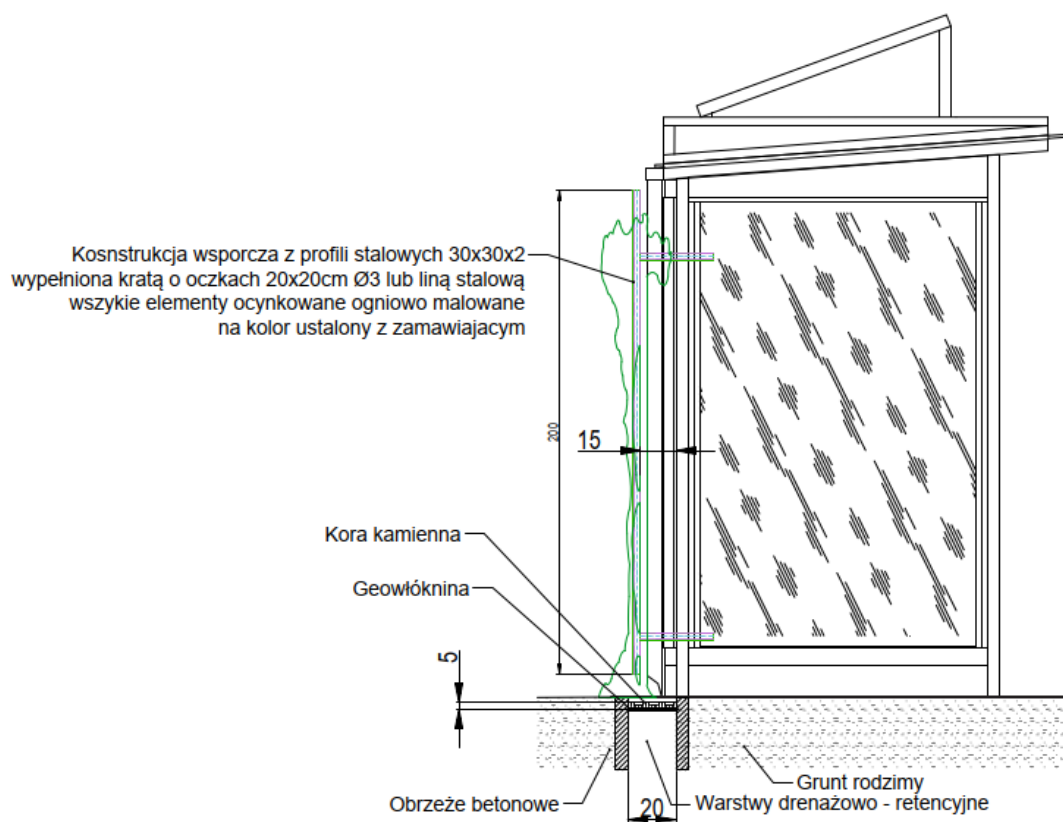 Kosnstrukcja wsporcza z profili stalowych 30x30x2
wypełniona kratą o oczkach 20x20cm Ø3 lub liną stalową
wszykie elementy ocynkowane ogniowo malowane
na kolor ustalony z zamawiajacym
200
15
Kora kamienna
Geowłóknina
5
Grunt rodzimy
Obrzeże betonowe
20
Warstwy drenażowo - retencyjne